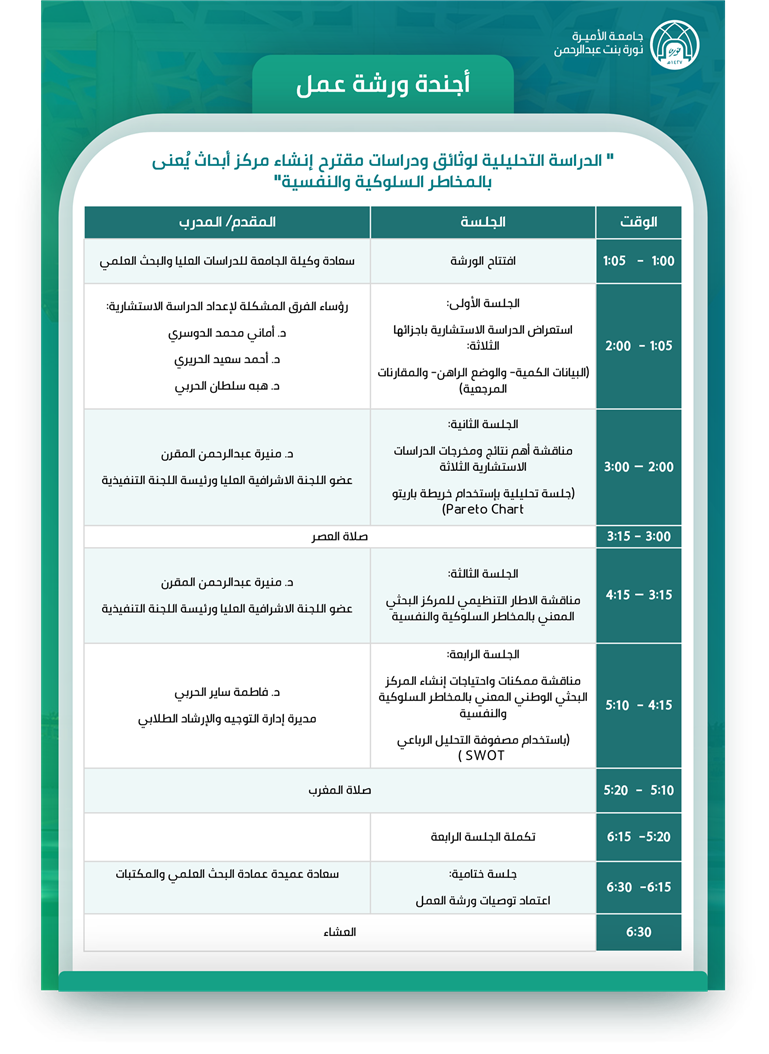 جامعة الأميرة
نورة بنت عبدالرحمن
أجندة ورشة عمل
" الدراسة التحليلية لوثائق ودراسات مقترح إنشاء مركز أبحاث يُعنى
بالمخاطر السلوكية والنفسية"
الوقت
الجلسة
المقدم/ المدرب
1:00 - 1:05
افتتاح الورشة
سعادة وكيلة الجامعة للدراسات العليا والبحث العلمي
1:05 - 2:00
الجلسة الأولى:
استعراض الدراسة الاستشارية باجزائها
الثلاثة:
(البيانات الكمية- والوضع الراهن- والمقارنات
المرجعية)
رؤساء الفرق المشكلة لإعداد الدراسة الاستشارية:
د. أماني محمد الدوسري
د. أحمد سعيد الحريري
د. هبه سلطان الحربي
2:00 – 3:00
الجلسة الثانية:
مناقشة أهم نتائج ومخرجات الدراسات
الاستشارية الثلاثة
(جلسة تحليلية بإستخدام خريطة باريتو
Pareto Chart)
د. منيرة عبدالرحمن المقرن
عضو اللجنة الاشرافية العليا ورئيسة اللجنة التنفيذية
3:00 – 3:15
صلاة العصر
3:15 – 4:15
الجلسة الثالثة:
مناقشة الاطار التنظيمي للمركز البحثي
المعني بالمخاطر السلوكية والنفسية
د. منيرة عبدالرحمن المقرن
عضو اللجنة الاشرافية العليا ورئيسة اللجنة التنفيذية
4:15 - 5:10
الجلسة الرابعة:
مناقشة ممكنات واحتياجات إنشاء المركز
البحثي الوطني المعني بالمخاطر السلوكية
والنفسية
(باستخدام مصفوفة التحليل الرباعي
SWOT )
د. فاطمة ساير الحربي
مديرة إدارة التوجيه والإرشاد الطلابي
5:10 - 5:20
صلاة المغرب
5:20– 6:15
تكملة الجلسة الرابعة
6:15– 6:30
جلسة ختامية:
اعتماد توصيات ورشة العمل
سعادة عميدة عمادة البحث العلمي والمكتبات
6:30
العشاء